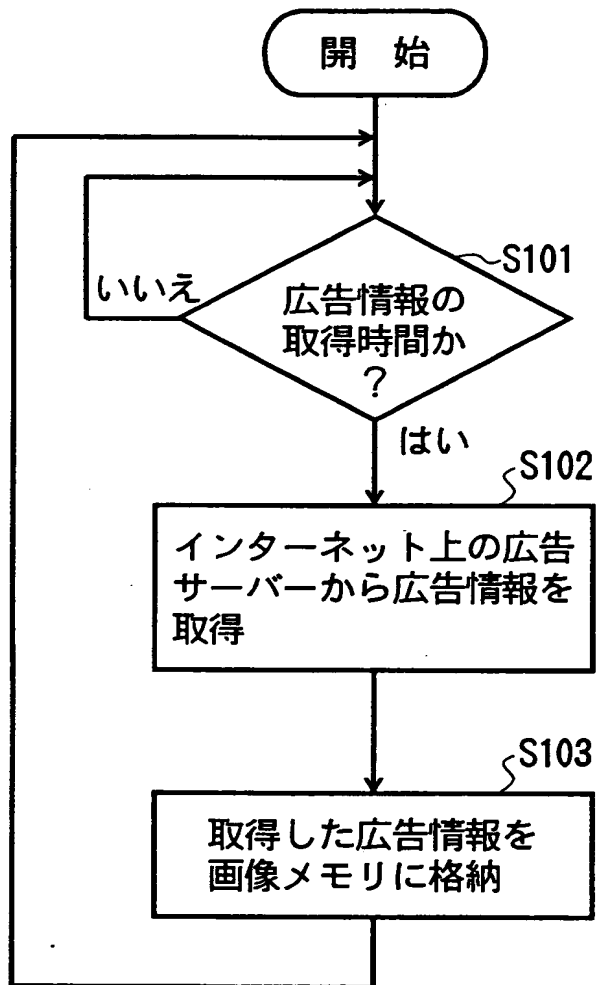 開 始
S101
いいえ
広告情報の
取得時間か
?
はい
S102
インターネット上の広告
サーバーから広告情報を
取得
S103
取得した広告情報を
画像メモリに格納